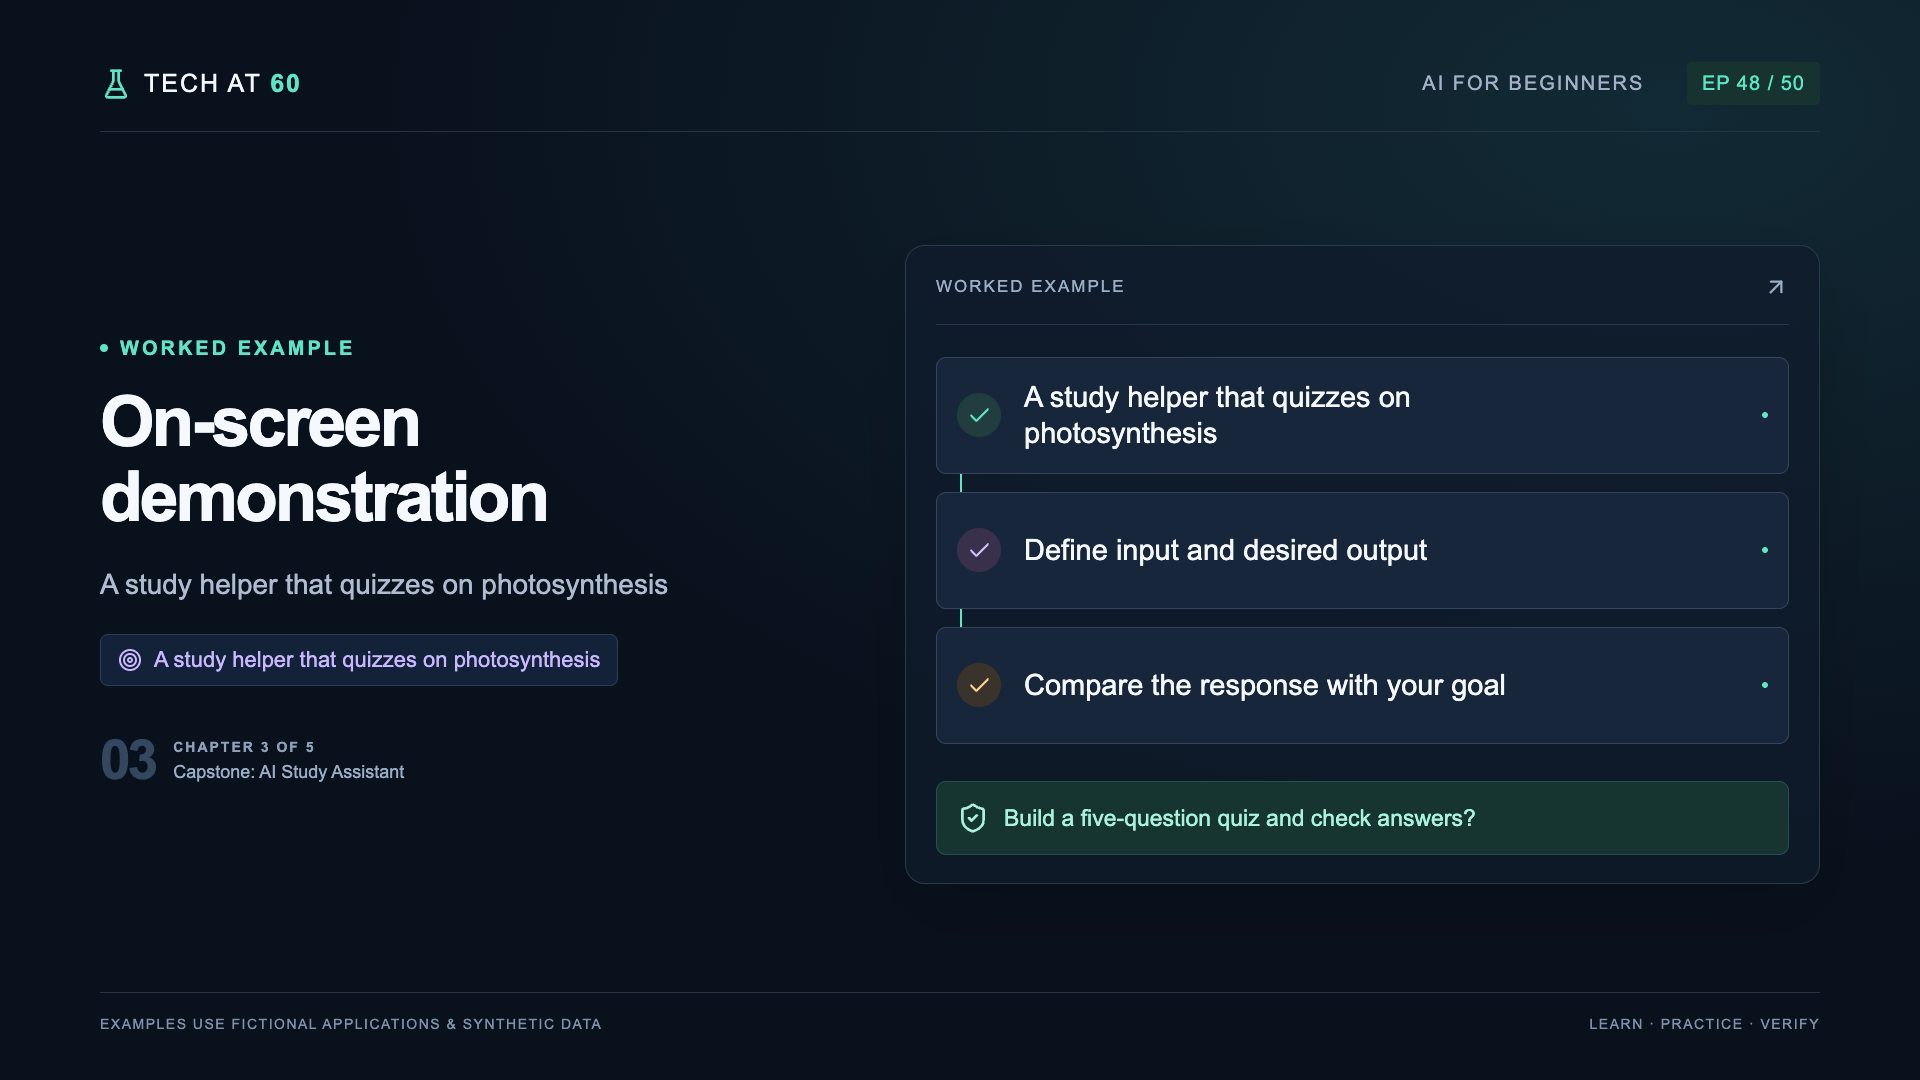 TECH AT 60
AI FOR BEGINNERS
EP 48 / 50
WORKED EXAMPLE
On-screen
demonstration
A study helper that quizzes on photosynthesis
A study helper that quizzes on photosynthesis
03
CHAPTER 3 OF 5
Capstone: AI Study Assistant
WORKED EXAMPLE
A study helper that quizzes on
photosynthesis
Define input and desired output
Compare the response with your goal
Build a five-question quiz and check answers?
EXAMPLES USE FICTIONAL APPLICATIONS & SYNTHETIC DATA
LEARN · PRACTICE · VERIFY